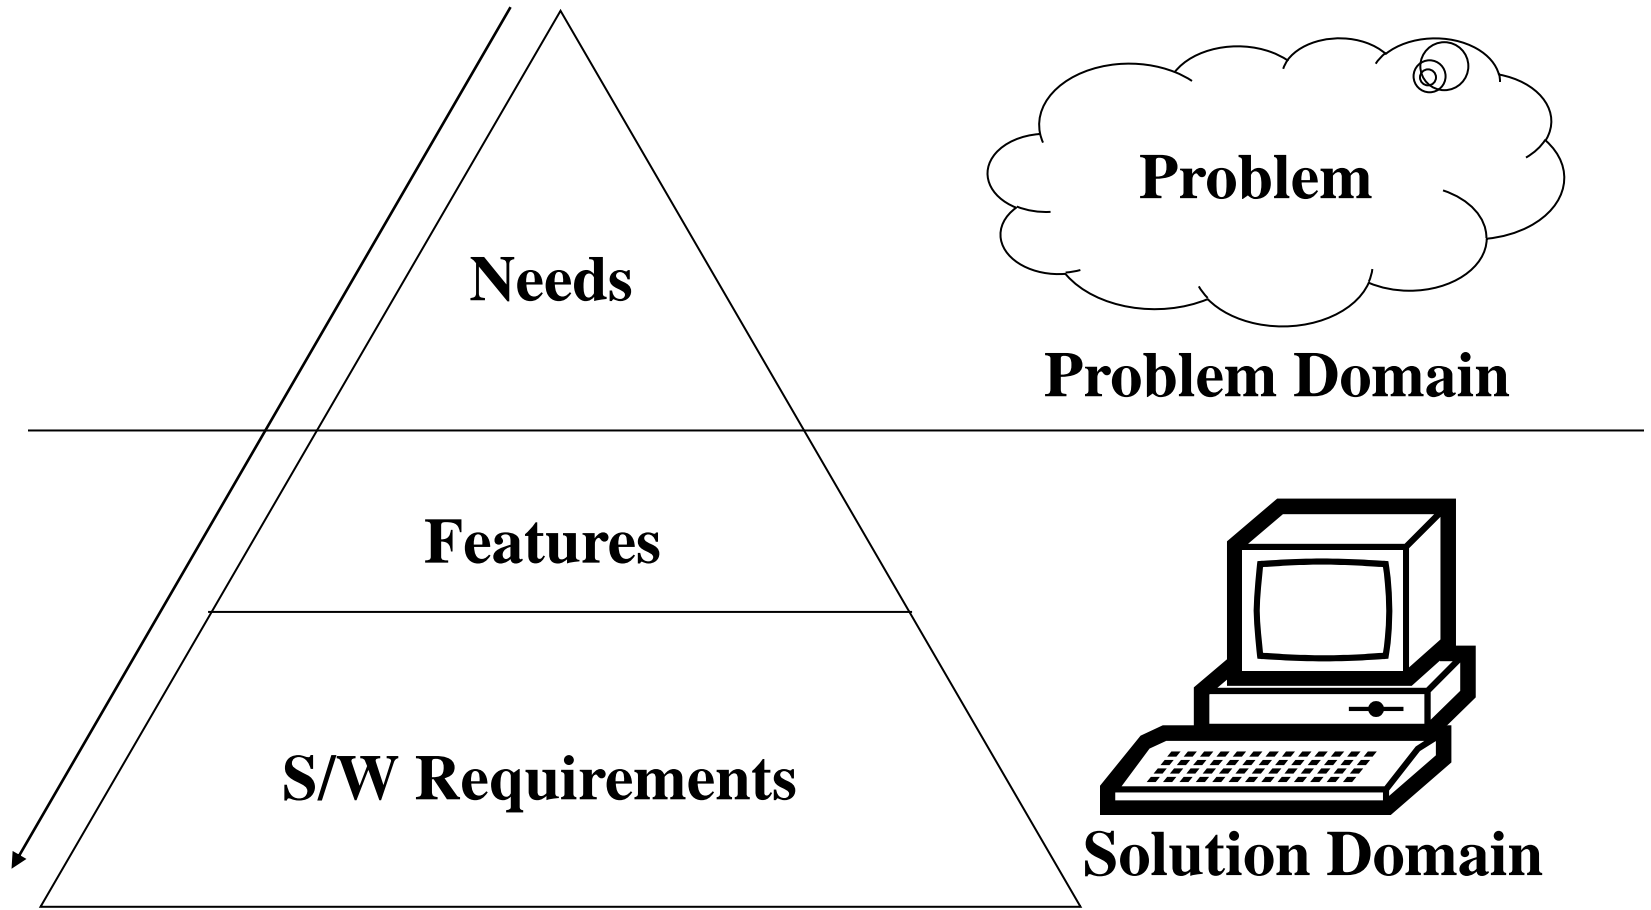 Problem
Needs
Problem Domain
Features
S/W Requirements
Solution Domain